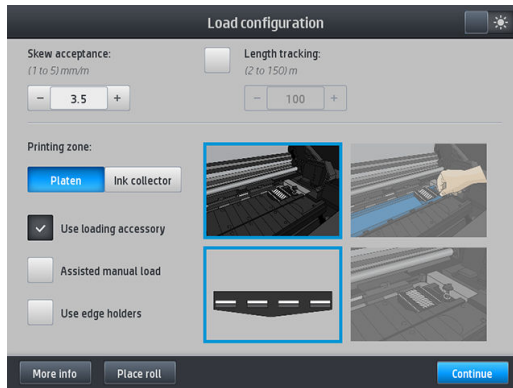 Load configuration
Skew acceptance:
(1 to 5) mm/m
− 3.5 +
Length tracking:
(2 to 150) m
− 100 +
Printing zone:
Platen
Ink collector
Use loading accessory
Assisted manual load
Use edge holders
More info
Place roll
Continue